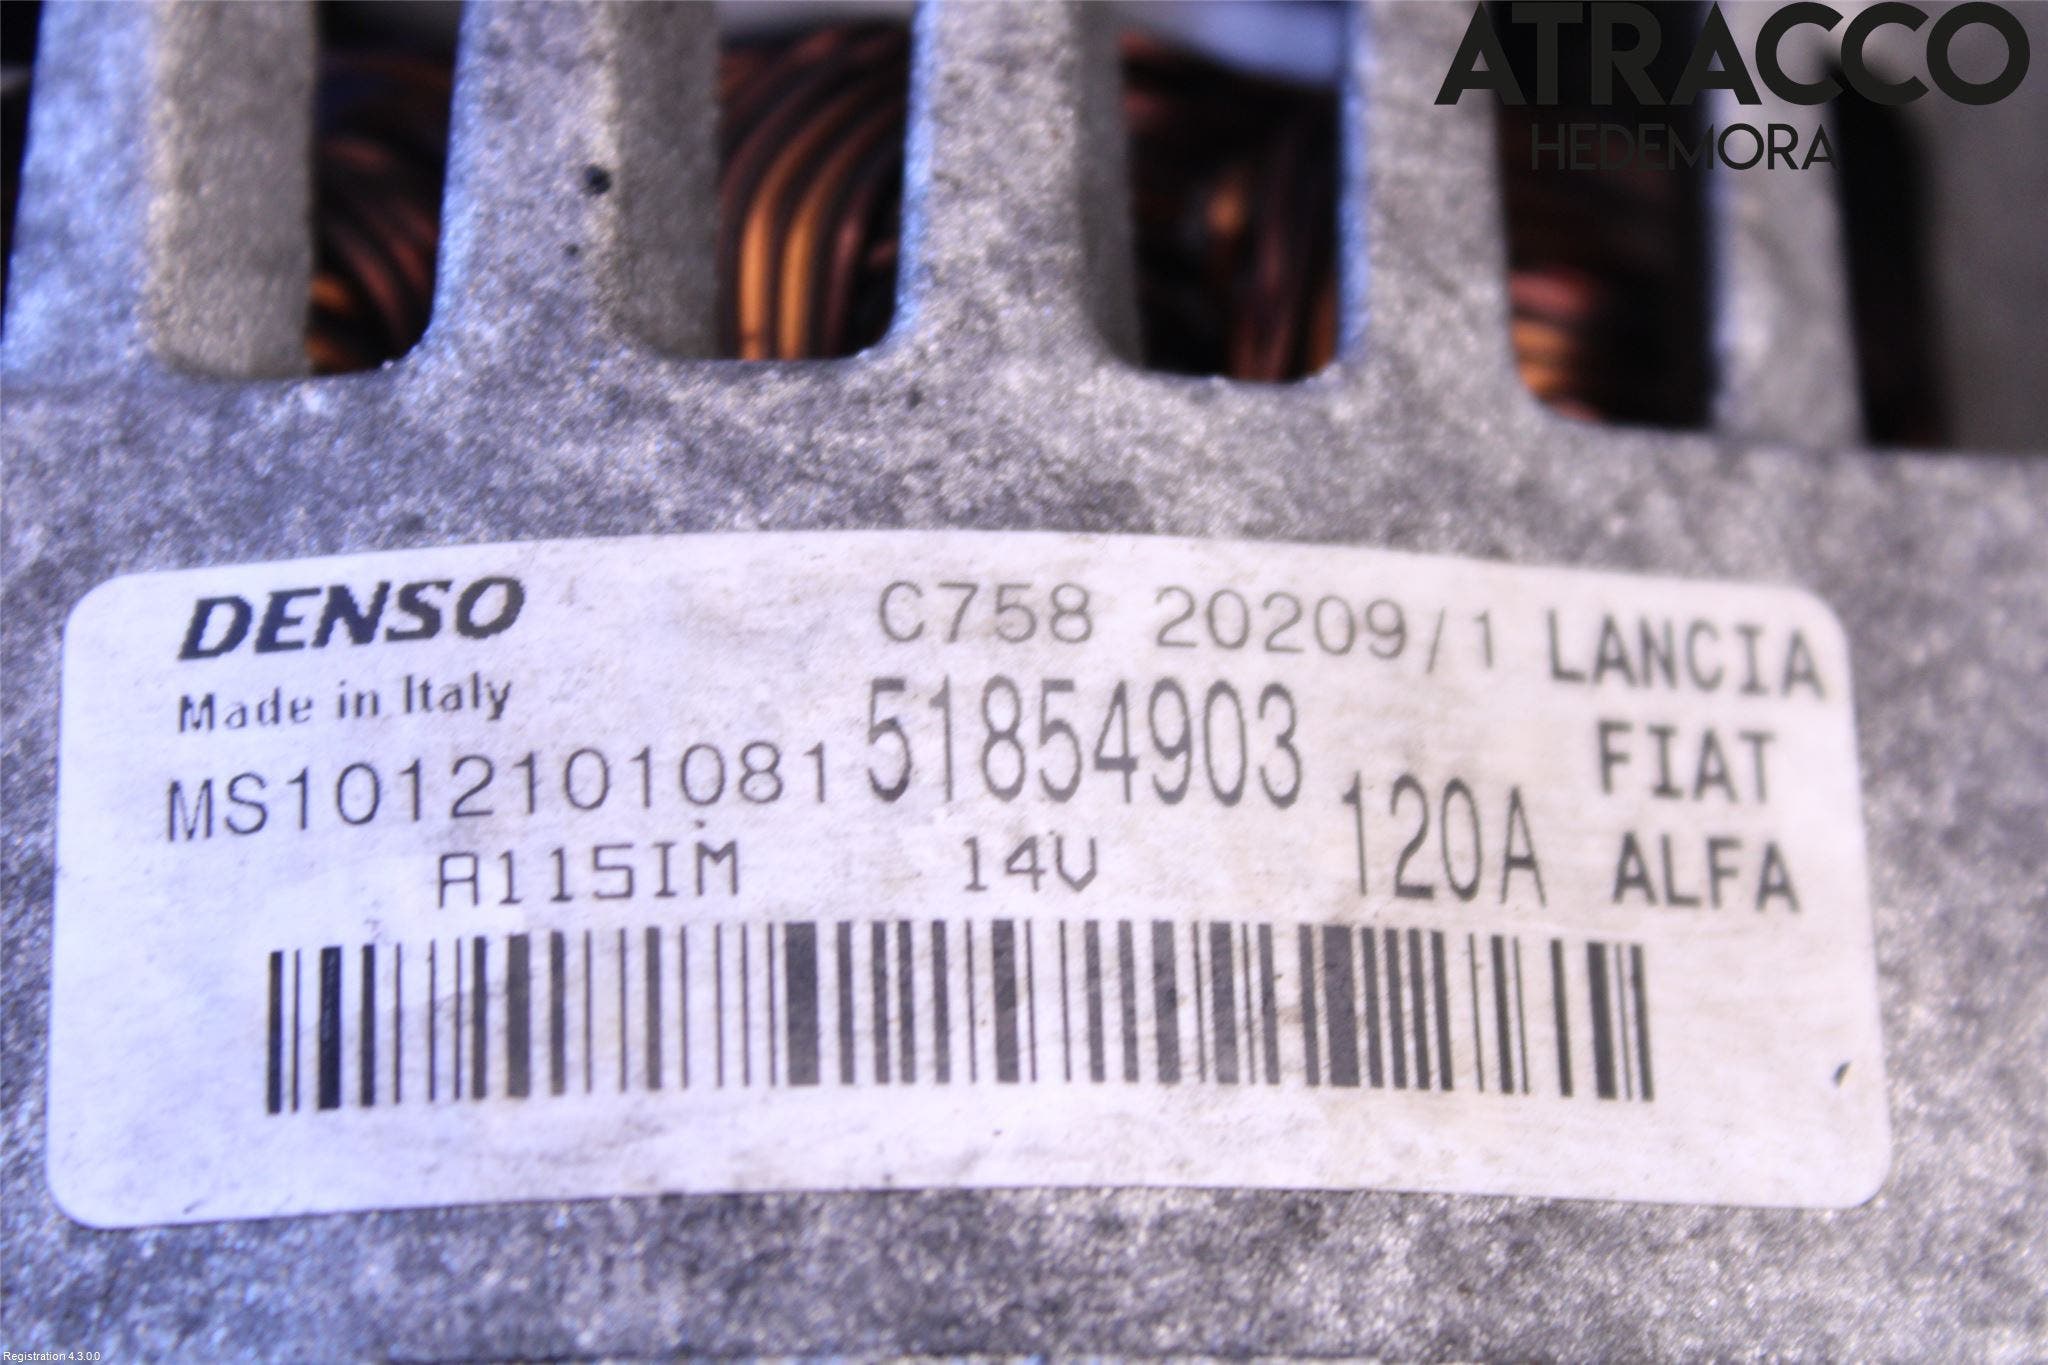 ATRACCO
HEDEMORA
DENSO
C758 20209/1
LANCIA
Made in Italy
51854903
FIAT
MS1012101081
120A
A115IM
14V
ALFA
Registration 4.3.0.0